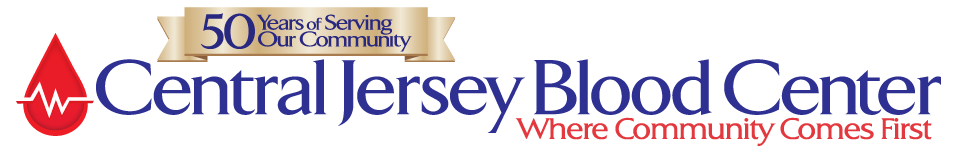 50 Years of Serving
Our Community
Central Jersey Blood Center
Where Community Comes First